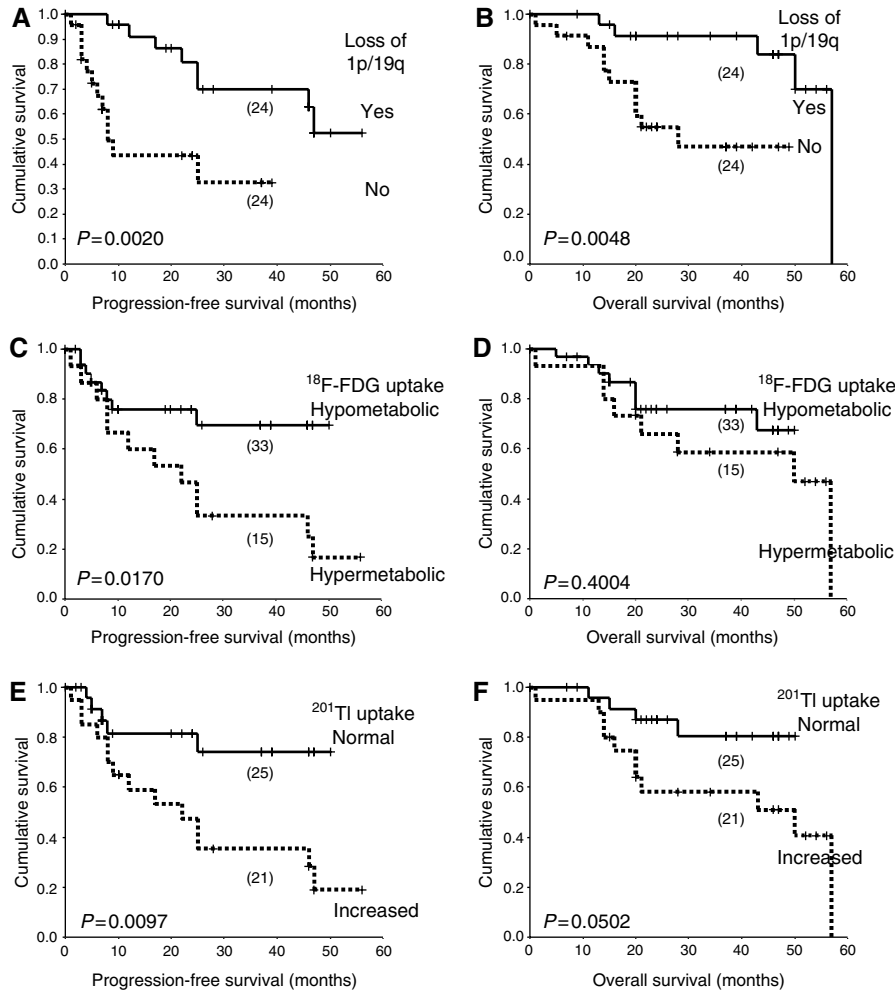 A
Cumulative survival
1.0
0.9
0.8
0.7
0.6
0.5
0.4
0.3
0.2
0.1
0.0
Loss of
1p/19q
(24)
Yes
No
(24)
P=0.0020
0 10 20 30 40 50 60
Progression-free survival (months)
B
Cumulative survival
1.0
0.9
0.8
0.7
0.6
0.5
0.4
0.3
0.2
0.1
0.0
Loss of
1p/19q
(24)
Yes
No
(24)
P=0.0048
0 10 20 30 40 50 60
Overall survival (months)
C
Cumulative survival
1.0
0.8
0.6
0.4
0.2
0.0
18F-FDG uptake
Hypometabolic
(33)
(15)
Hypermetabolic
P=0.0170
0 10 20 30 40 50 60
Progression-free survival (months)
D
Cumulative survival
1.0
0.8
0.6
0.4
0.2
0.0
18F-FDG uptake
Hypometabolic
(33)
(15)
Hypermetabolic
P=0.4004
0 10 20 30 40 50 60
Overall survival (months)
E
Cumulative survival
1.0
0.8
0.6
0.4
0.2
0.0
201Tl uptake
Normal
(25)
(21)
Increased
P=0.0097
0 10 20 30 40 50 60
Progression-free survival (months)
F
Cumulative survival
1.0
0.8
0.6
0.4
0.2
0.0
201Tl uptake
Normal
(25)
(21)
Increased
P=0.0502
0 10 20 30 40 50 60
Overall survival (months)